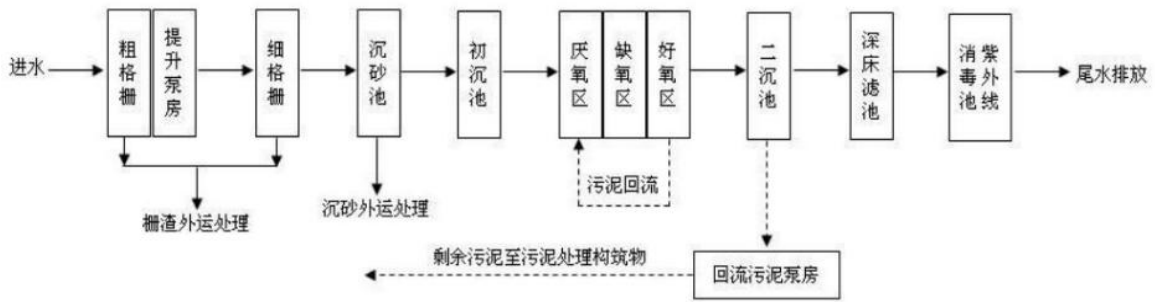 进水
粗格栅
提升泵房
细格栅
沉砂池
初沉池
厌氧区
缺氧区
好氧区
二沉池
深床滤池
紫外线
消毒池
尾水排放
污泥回流
栅渣外运处理
沉砂外运处理
剩余污泥至污泥处理构筑物
回流污泥泵房